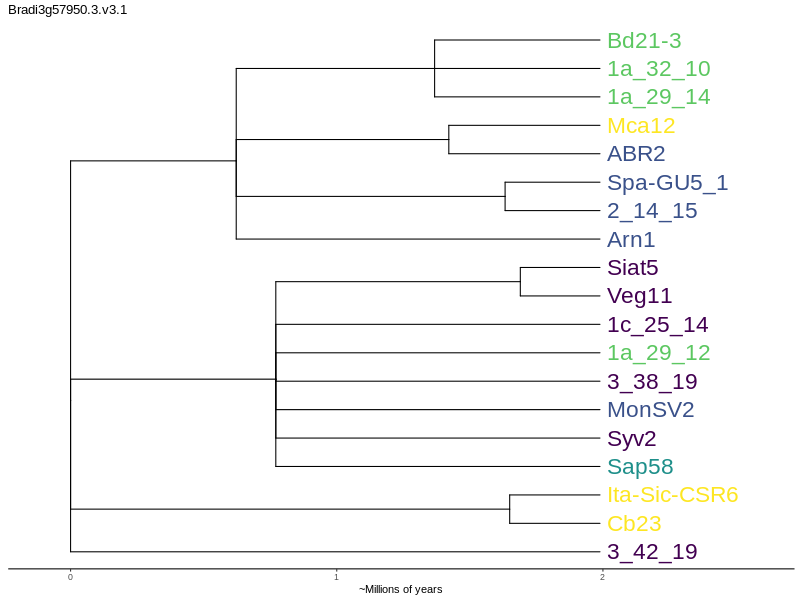 Bradi3g57950.3.v3.1
Bd21-3
1a_32_10
1a_29_14
Mca12
ABR2
Spa-GU5_1
2_14_15
Arn1
Siat5
Veg11
1c_25_14
1a_29_12
3_38_19
MonSV2
Syv2
Sap58
Ita-Sic-CSR6
Cb23
3_42_19
0 1 2
~Millions of years